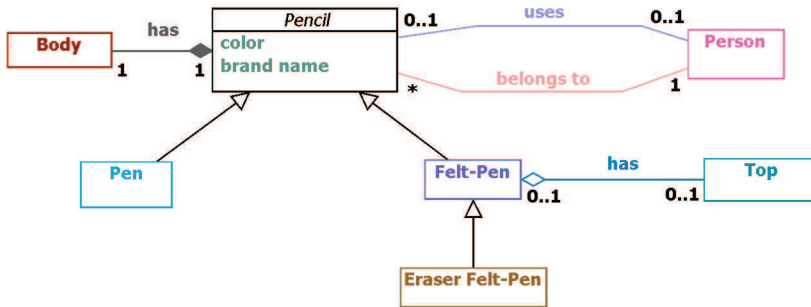 Pencil
0..1
uses
0..1
Body
has
color
brand name
Person
1
1
*
belongs to
1
Pen
Felt-Pen
has
Top
0..1
0..1
Eraser Felt-Pen